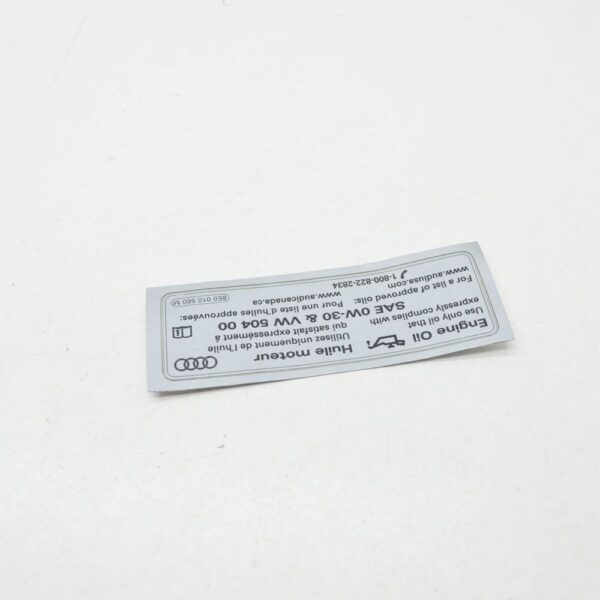 Engine Oil
Use only oil that
expressly complies with
Huile moteur
Utilisez uniquement de l'huile
qui satisfait expressément à
SAE 0W-30 & VW 504 00
For a list of approved oils:
www.audiusa.com
1-800-822-2834
Pour une liste d'huiles approuvées:
www.audicanada.ca
8E0 010 560 M